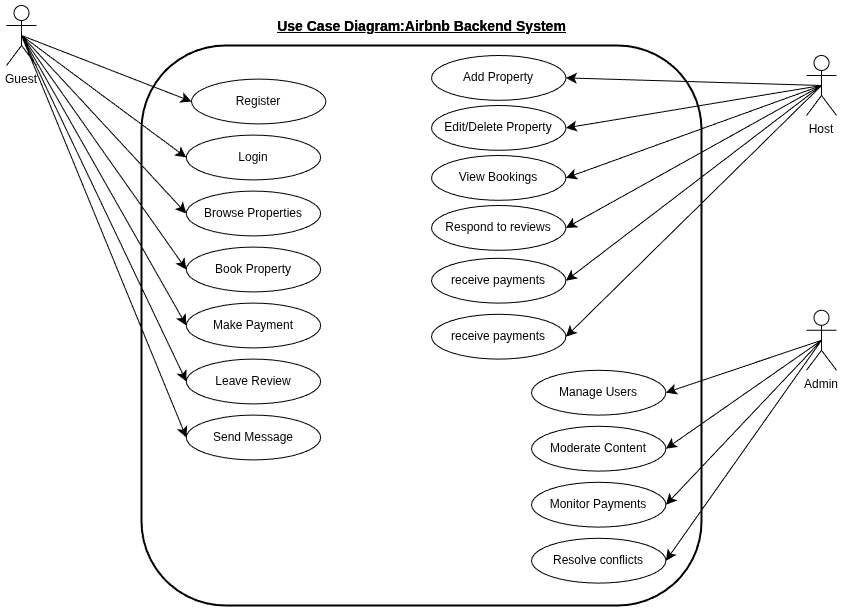 Use Case Diagram:Airbnb Backend System
Guest
Register
Login
Browse Properties
Book Property
Make Payment
Leave Review
Send Message
Add Property
Edit/Delete Property
View Bookings
Respond to reviews
receive payments
receive payments
Host
Manage Users
Moderate Content
Monitor Payments
Resolve conflicts
Admin